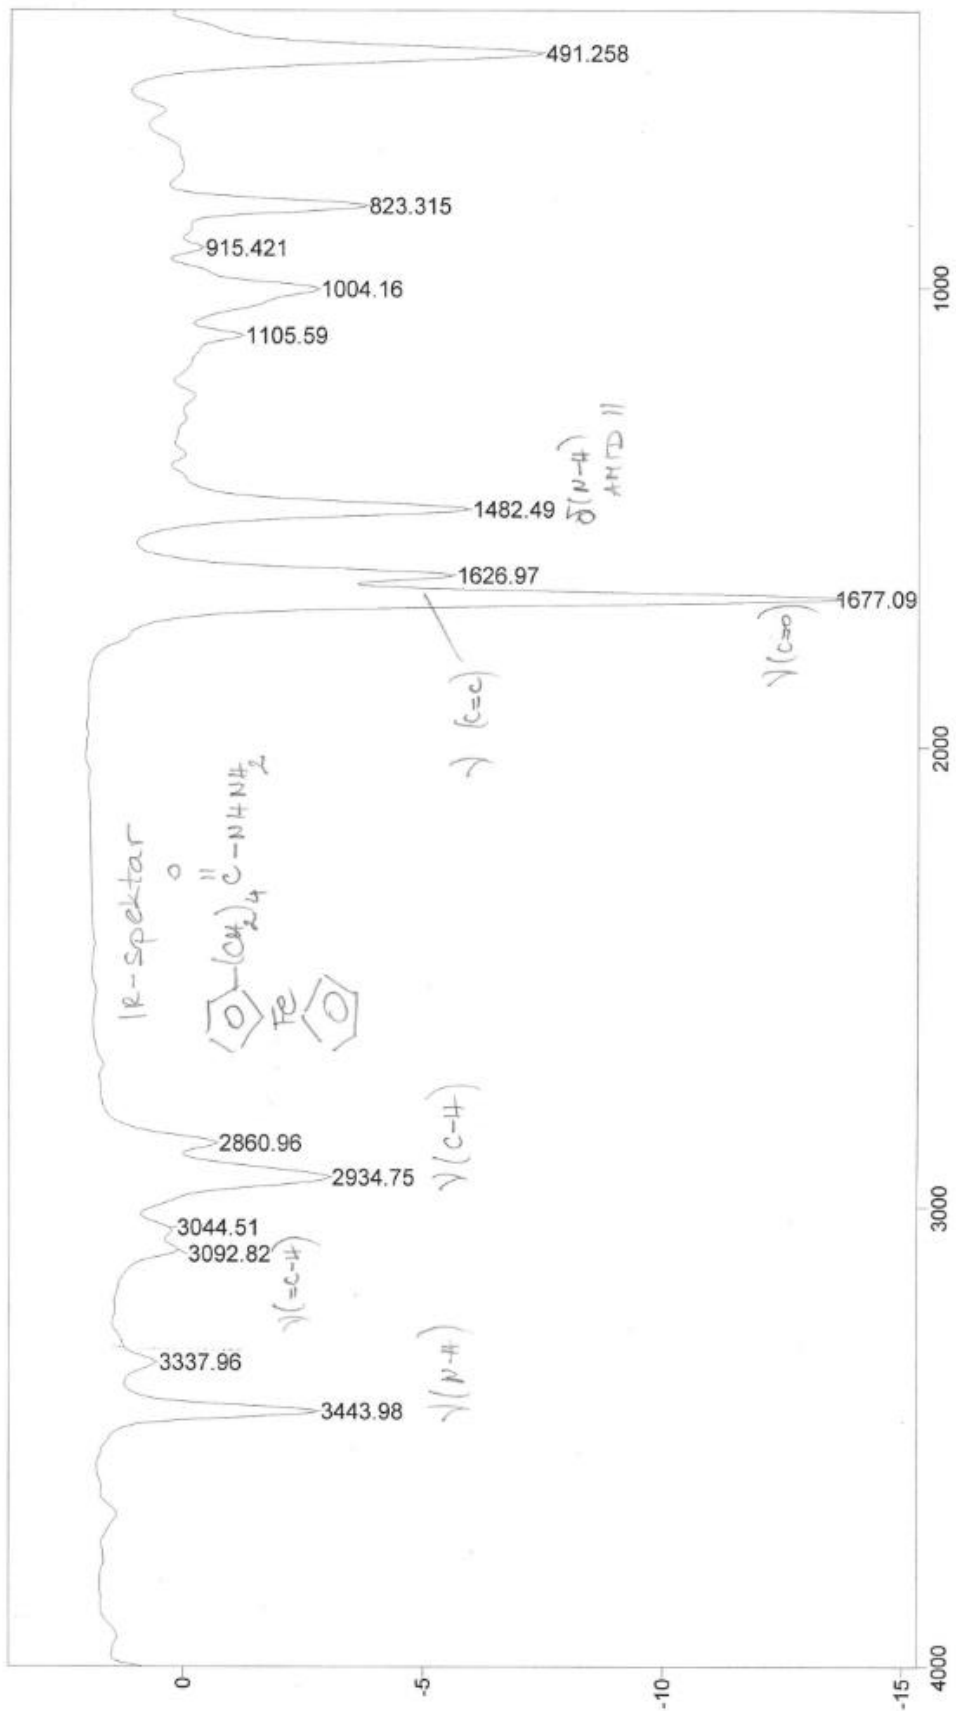 491.258
823.315
915.421
1004.16
1105.59
1482.49
δ(N-H)
AMID II
1626.97
1677.09
ν(C=O)
ν (C=C)
IR-Spektar
O
||
-(CH2)4 C-NHNH2
Fe
2860.96
2934.75
ν(C-H)
3044.51
3092.82
ν(=C-H)
3337.96
3443.98
ν(N-H)
0
-5
-10
-15
1000
2000
3000
4000